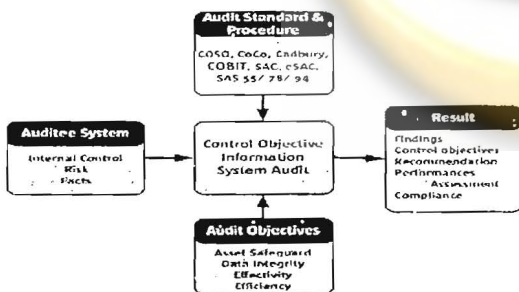 Audit Standard &
Procedure
COSO, CoCo, Cadbury,
COBIT, SAC, eSAC,
SAS 55/ 78/ 94
Auditee System
Internal Control
Risk
Facts
Control Objective
Information
System Audit
Result
Findings
Control objectives
Recommendation
Performances
Assessment
Compliance
Audit Objectives
Asset Safeguard
Data Integrity
Effectivity
Efficiency